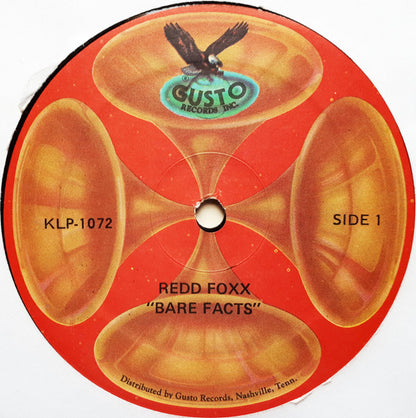 GUSTO
RECORDS INC.
KLP-1072
SIDE 1
REDD FOXX
"BARE FACTS"
Distributed by Gusto Records, Nashville, Tenn.